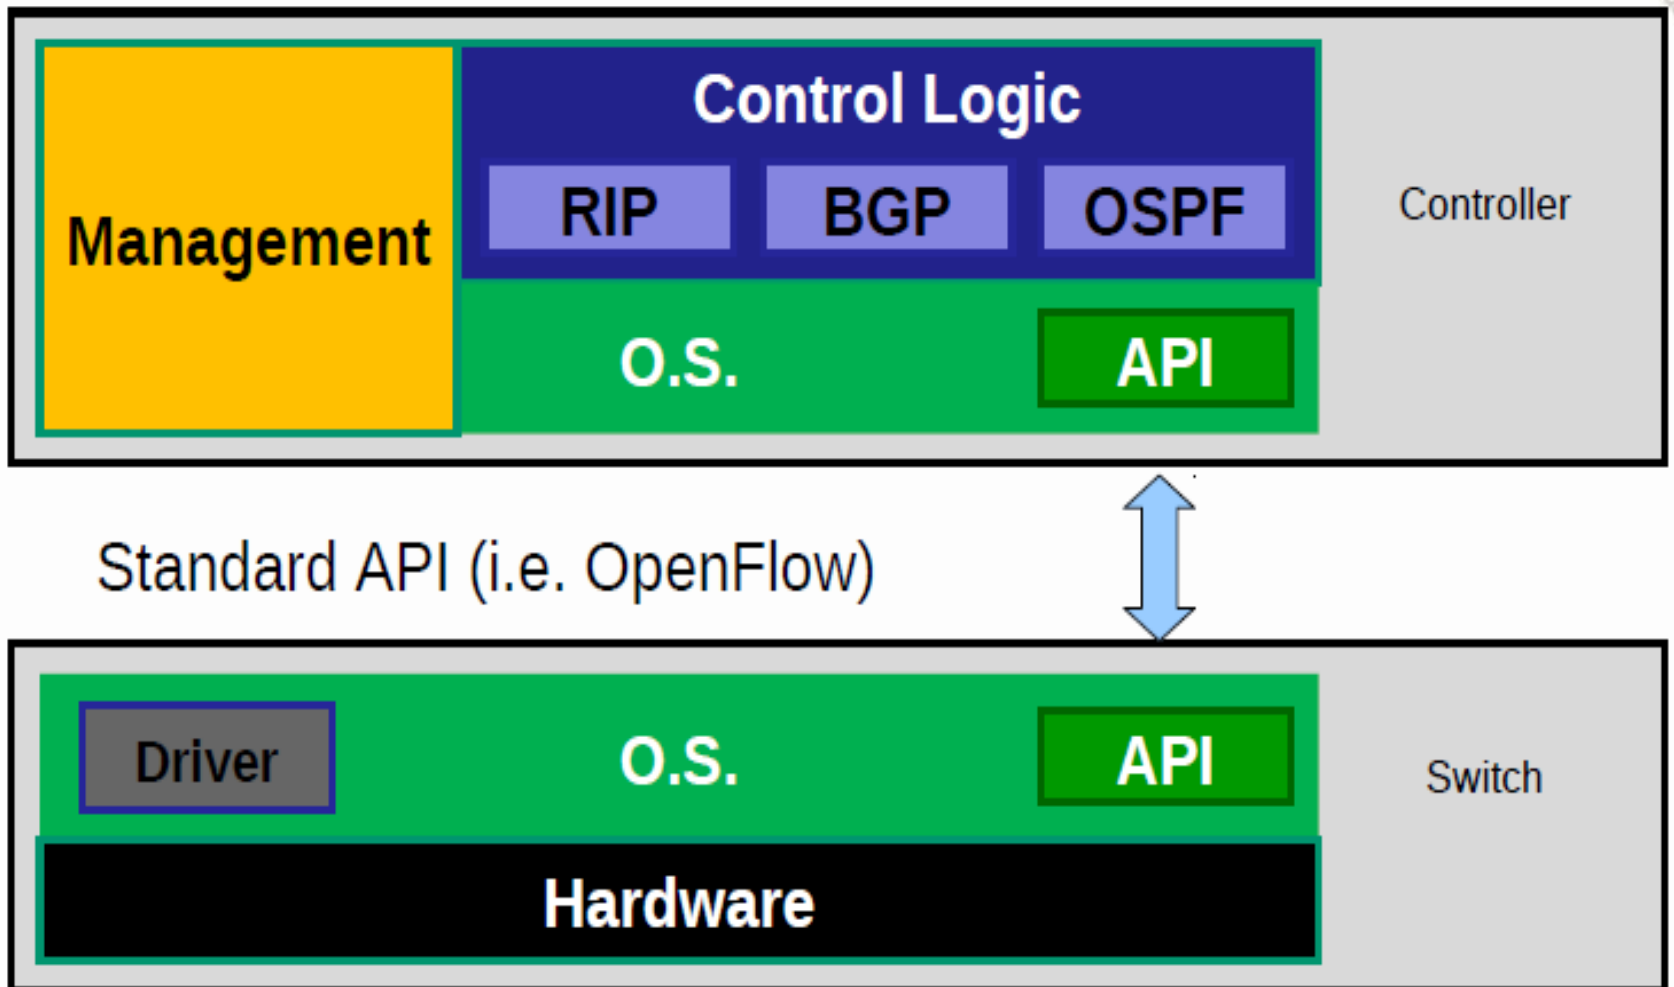 Control Logic
Management
RIP BGP OSPF
Controller
O.S. API
Standard API (i.e. OpenFlow)
Driver O.S. API
Switch
Hardware